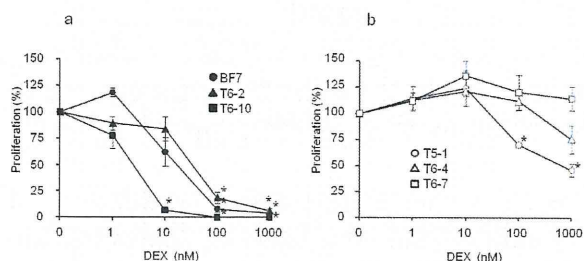 a
b
150
125
100
75
50
25
0
Proliferation (%)
BF7
T6-2
T6-10
*
*
*
*
*
*
0 1 10 100 1000
DEX (nM)
150
125
100
75
50
25
0
Proliferation (%)
T5-1
T6-4
T6-7
*
*
0 1 10 100 1000
DEX (nM)